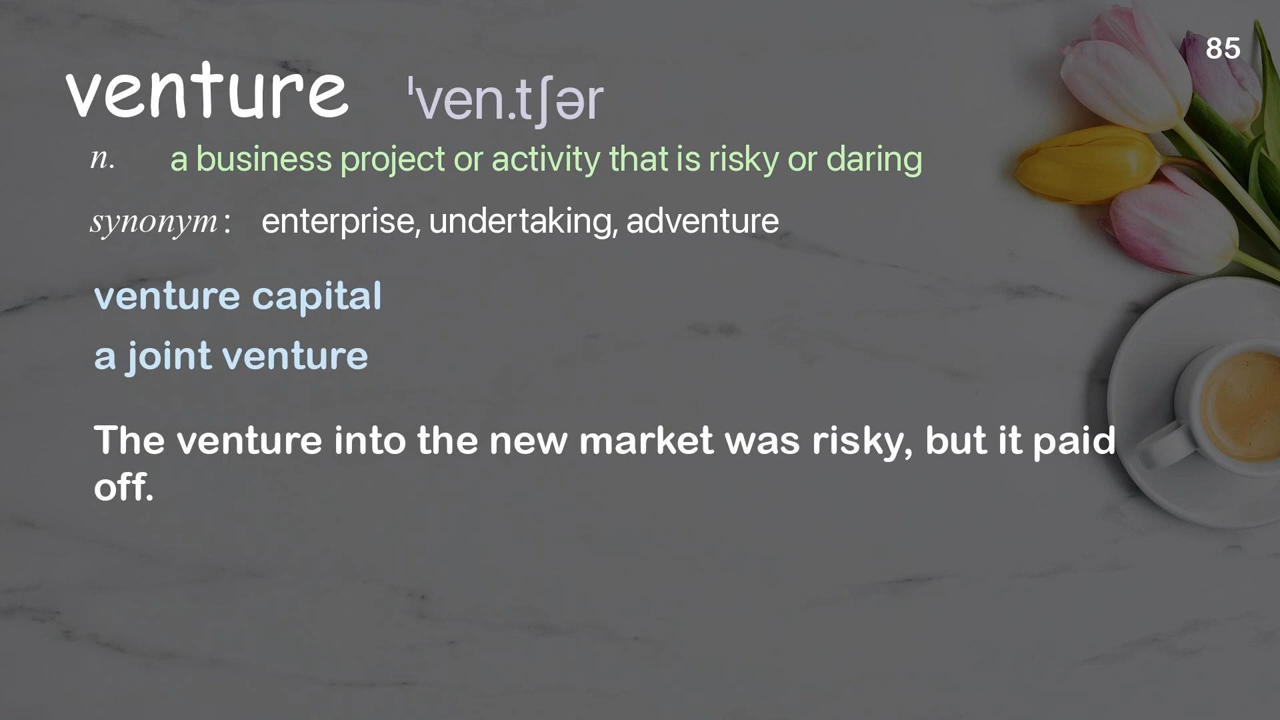 85
venture ˈven.tʃər
n. a business project or activity that is risky or daring
synonym: enterprise, undertaking, adventure
venture capital
a joint venture
The venture into the new market was risky, but it paid
off.